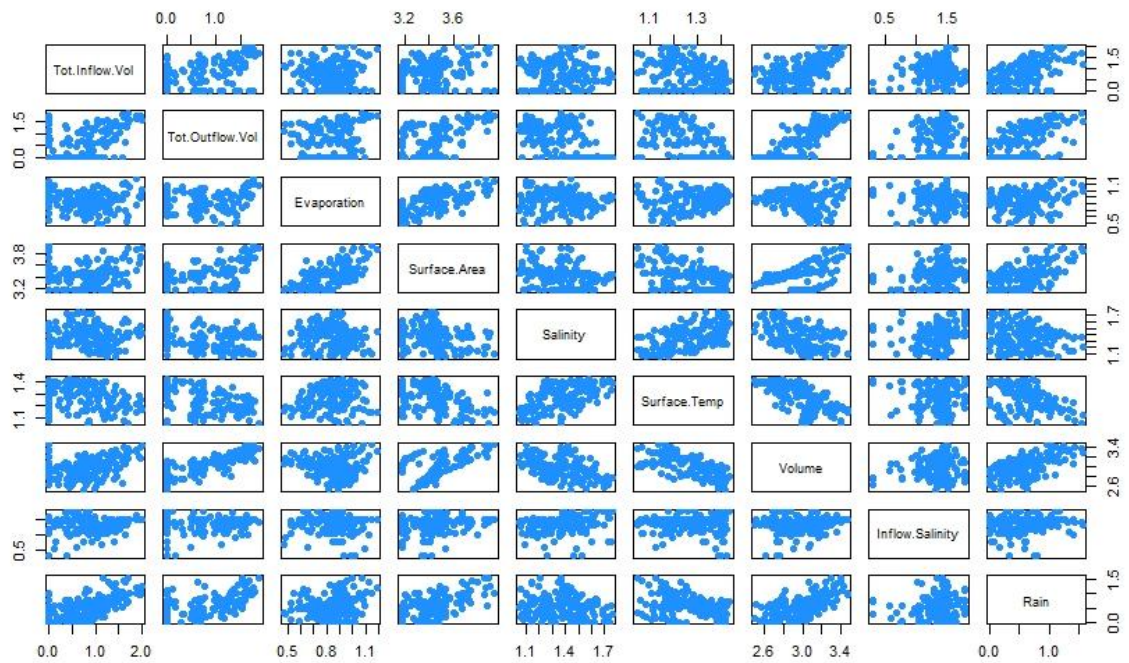 0.0 1.0 3.2 3.6 1.1 1.3 0.5 1.5
Tot.Inflow.Vol 0.0 1.5
0.0 1.5 Tot.Outflow.Vol
Evaporation 0.5 1.1
3.2 3.8 Surface.Area
Salinity 1.1 1.7
1.1 1.4 Surface.Temp
Volume 2.6 3.4
0.5 Inflow.Salinity
Rain 0.0 1.5
0.0 1.0 2.0 0.5 0.8 1.1 1.1 1.4 1.7 2.6 3.0 3.4 0.0 1.0